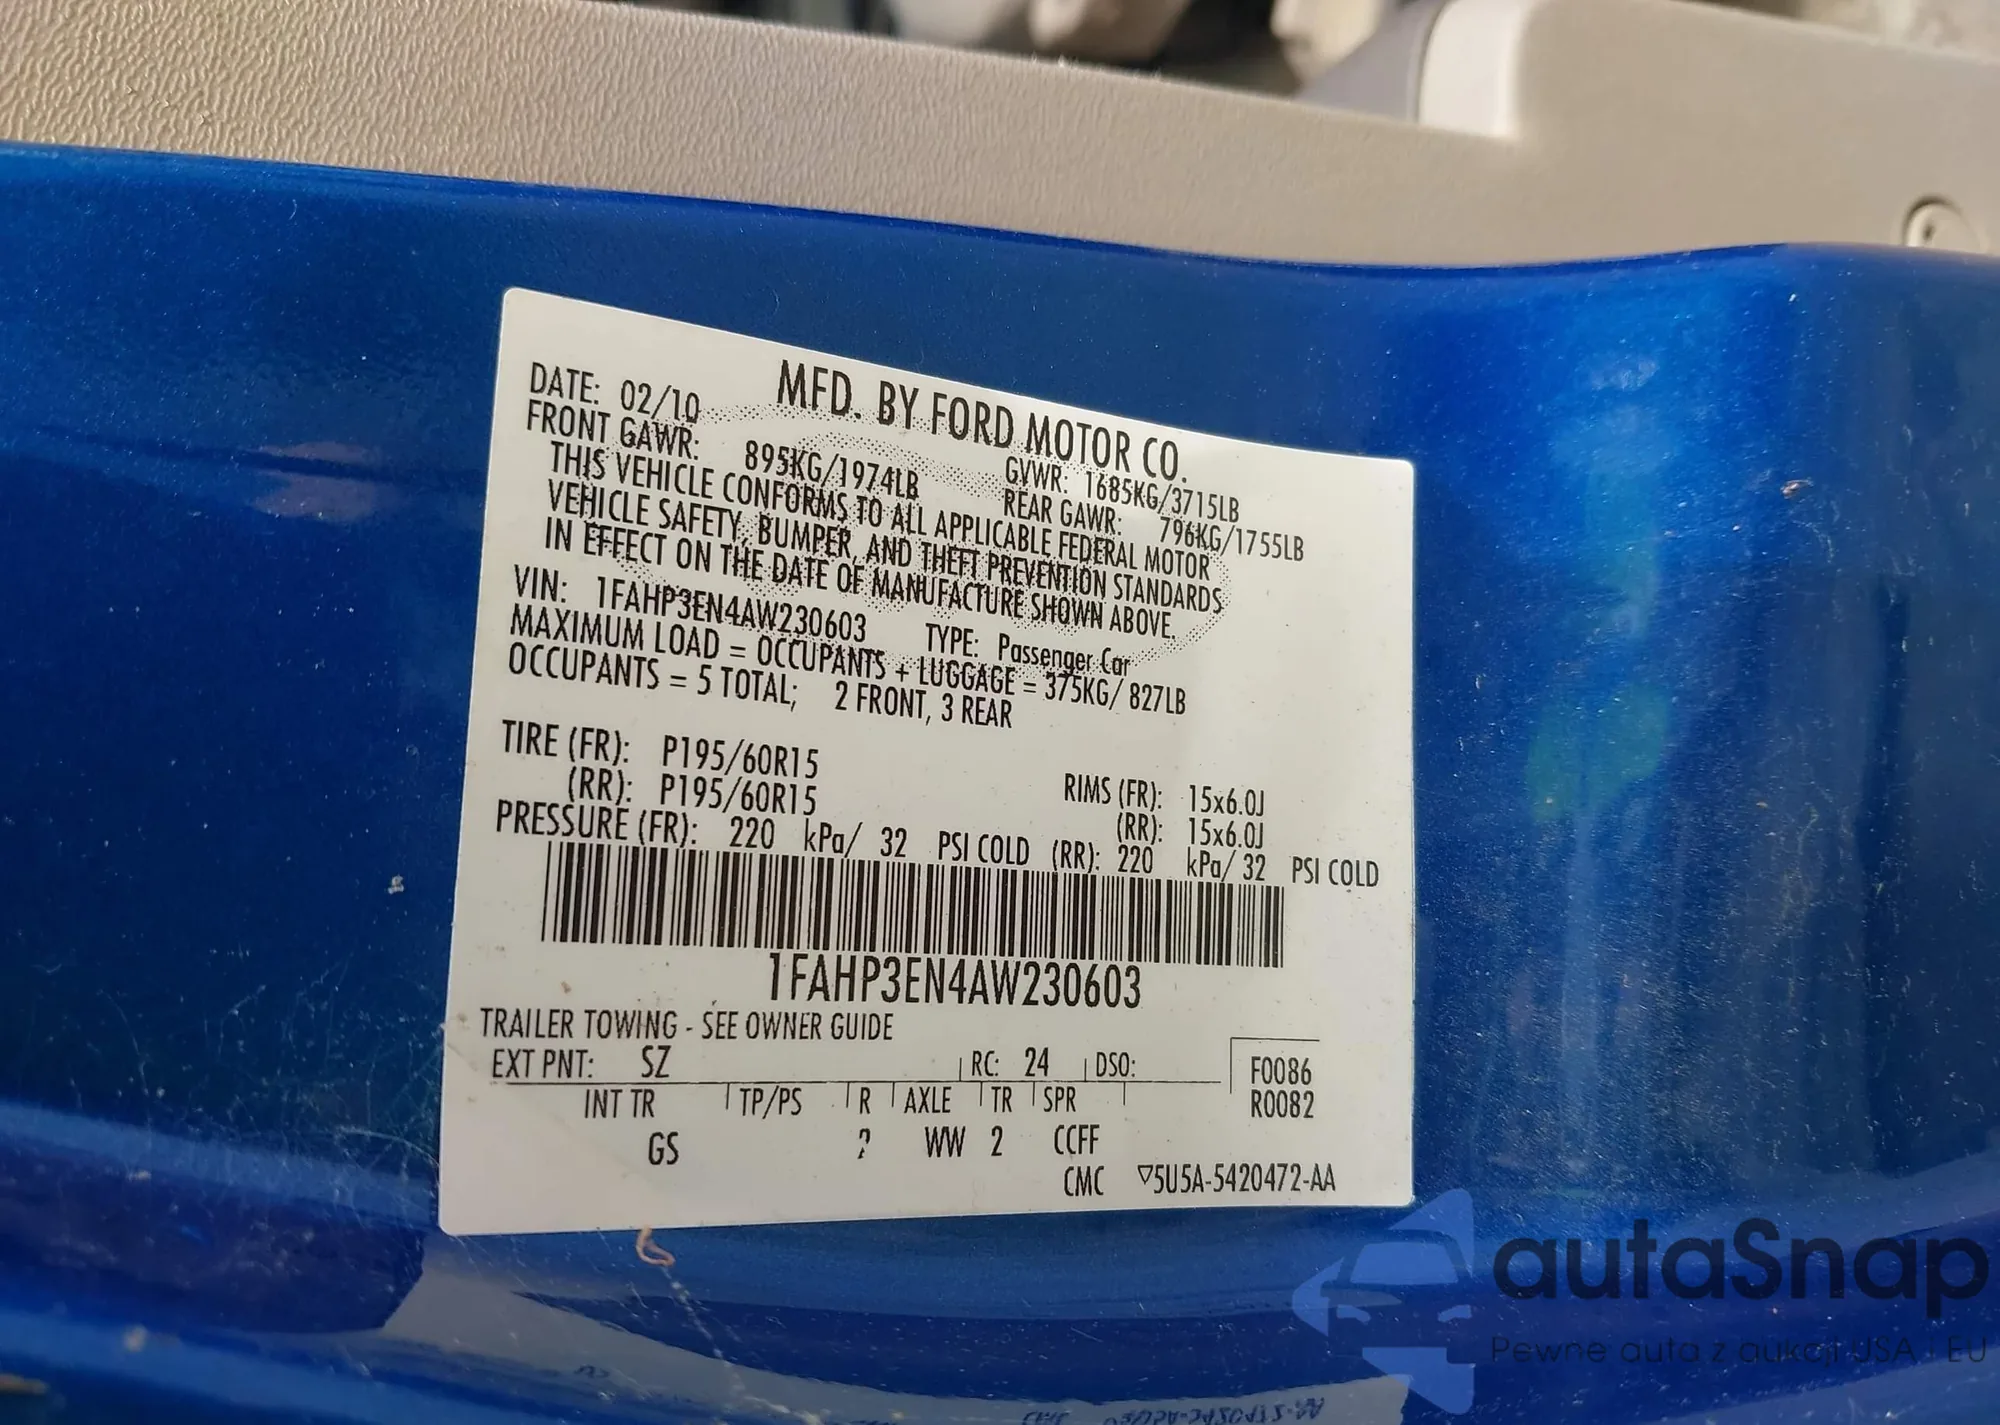 MFD. BY FORD MOTOR CO.
DATE: 02/10 GVWR: 1685KG/3715LB
FRONT GAWR: 895KG/1974LB REAR GAWR: 796KG/1755LB
THIS VEHICLE CONFORMS TO ALL APPLICABLE FEDERAL MOTOR
VEHICLE SAFETY, BUMPER, AND THEFT PREVENTION STANDARDS
IN EFFECT ON THE DATE OF MANUFACTURE SHOWN ABOVE.
VIN: 1FAHP3EN4AW230603 TYPE: Passenger Car
MAXIMUM LOAD = OCCUPANTS + LUGGAGE = 375KG/ 827LB
OCCUPANTS = 5 TOTAL; 2 FRONT, 3 REAR
TIRE (FR): P195/60R15 RIMS (FR): 15x6.0J
(RR): P195/60R15 (RR): 15x6.0J
PRESSURE (FR): 220 kPa/ 32 PSI COLD (RR): 220 kPa/ 32 PSI COLD
1FAHP3EN4AW230603
TRAILER TOWING - SEE OWNER GUIDE
EXT PNT: SZ RC: 24 DSO: F0086
INT TR TP/PS R AXLE TR SPR R0082
GS 2 WW 2 CCFF
CMC ▽5U5A-5420472-AA
autaSnap
Pewne auta z aukcji USA i EU